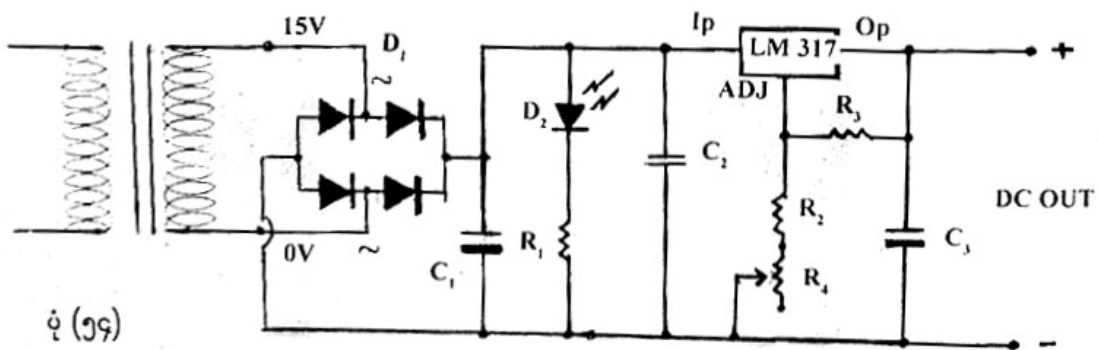 15V
D₁
~
Ip
LM 317
Op
ADJ
R₃
D₂
C₂
DC OUT
R₂
R₁
C₃
0V
~
C₁
R₄
ပုံ (၅၄)
+
-